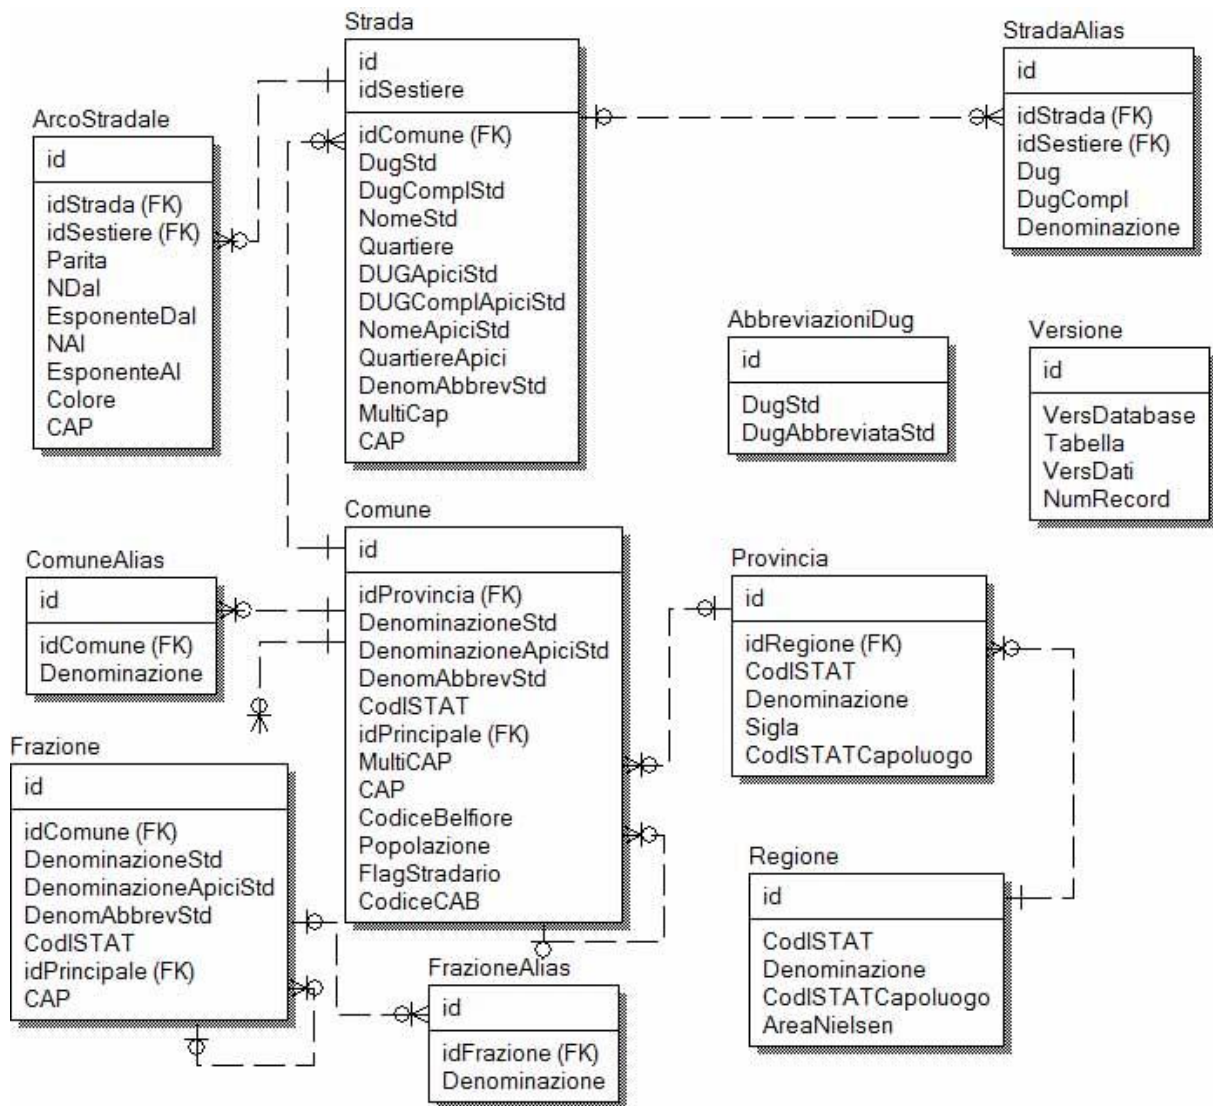 Strada
id
idSestiere
idComune (FK)
DugStd
DugComplStd
NomeStd
Quartiere
DUGApiciStd
DUGComplApiciStd
NomeApiciStd
QuartiereApici
DenomAbbrevStd
MultiCap
CAP
StradaAlias
id
idStrada (FK)
idSestiere (FK)
Dug
DugCompl
Denominazione
ArcoStradale
id
idStrada (FK)
idSestiere (FK)
Parita
NDal
EsponenteDal
NAl
EsponenteAl
Colore
CAP
AbbreviazioniDug
id
DugStd
DugAbbreviataStd
Versione
id
VersDatabase
Tabella
VersDati
NumRecord
Comune
id
idProvincia (FK)
DenominazioneStd
DenominazioneApiciStd
DenomAbbrevStd
CodISTAT
idPrincipale (FK)
MultiCAP
CAP
CodiceBelfiore
Popolazione
FlagStradario
CodiceCAB
ComuneAlias
id
idComune (FK)
Denominazione
Provincia
id
idRegione (FK)
CodISTAT
Denominazione
Sigla
CodISTATCapoluogo
Frazione
id
idComune (FK)
DenominazioneStd
DenominazioneApiciStd
DenomAbbrevStd
CodISTAT
idPrincipale (FK)
CAP
Regione
id
CodISTAT
Denominazione
CodISTATCapoluogo
AreaNielsen
FrazioneAlias
id
idFrazione (FK)
Denominazione